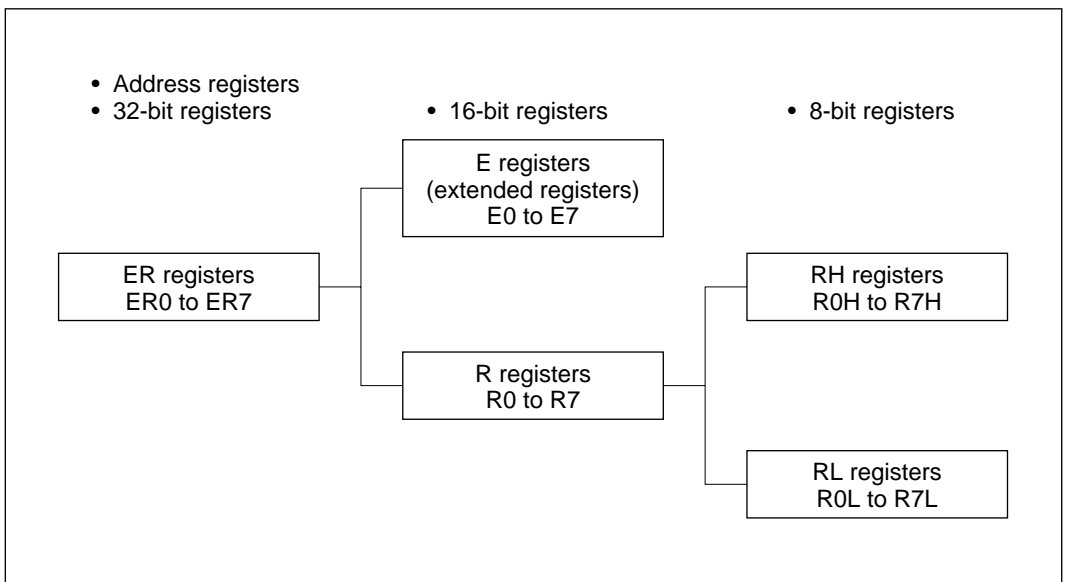 • Address registers
• 32-bit registers
• 16-bit registers
• 8-bit registers
E registers
(extended registers)
E0 to E7
ER registers
ER0 to ER7
RH registers
R0H to R7H
R registers
R0 to R7
RL registers
R0L to R7L